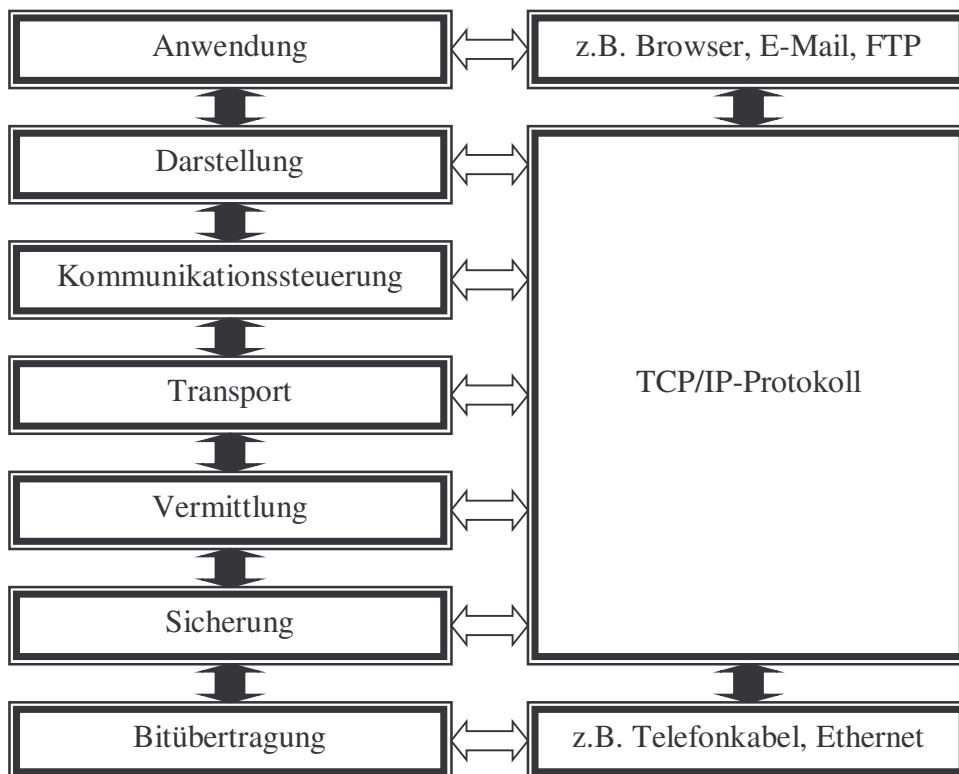 Anwendung
z.B. Browser, E-Mail, FTP
Darstellung
Kommunikationssteuerung
Transport
TCP/IP-Protokoll
Vermittlung
Sicherung
Bitübertragung
z.B. Telefonkabel, Ethernet